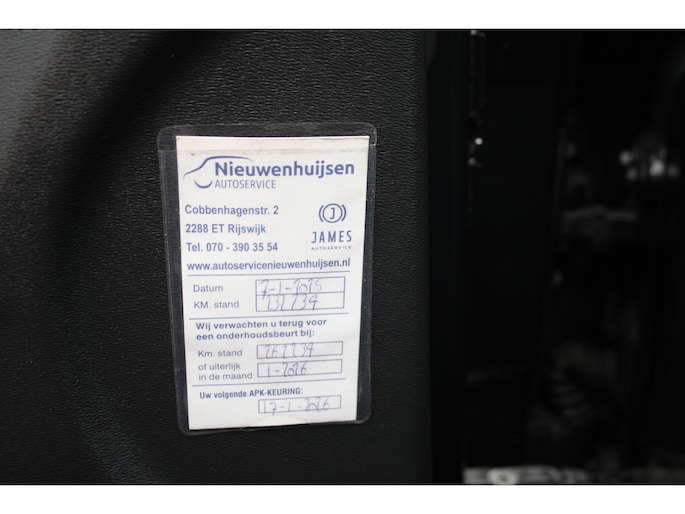 Nieuwenhuijsen
AUTOSERVICE
Cobbenhagenstr. 2
2288 ET Rijswijk
Tel. 070 - 390 35 54
J
JAMES
AUTOSERVICE
www.autoservicenieuwenhuijsen.nl
Datum 7-1-2025
KM. stand 232239
Wij verwachten u terug voor
een onderhoudsbeurt bij:
Km. stand 262239
of uiterlijk
in de maand 1-2026
Uw volgende APK-KEURING:
17-1-2026